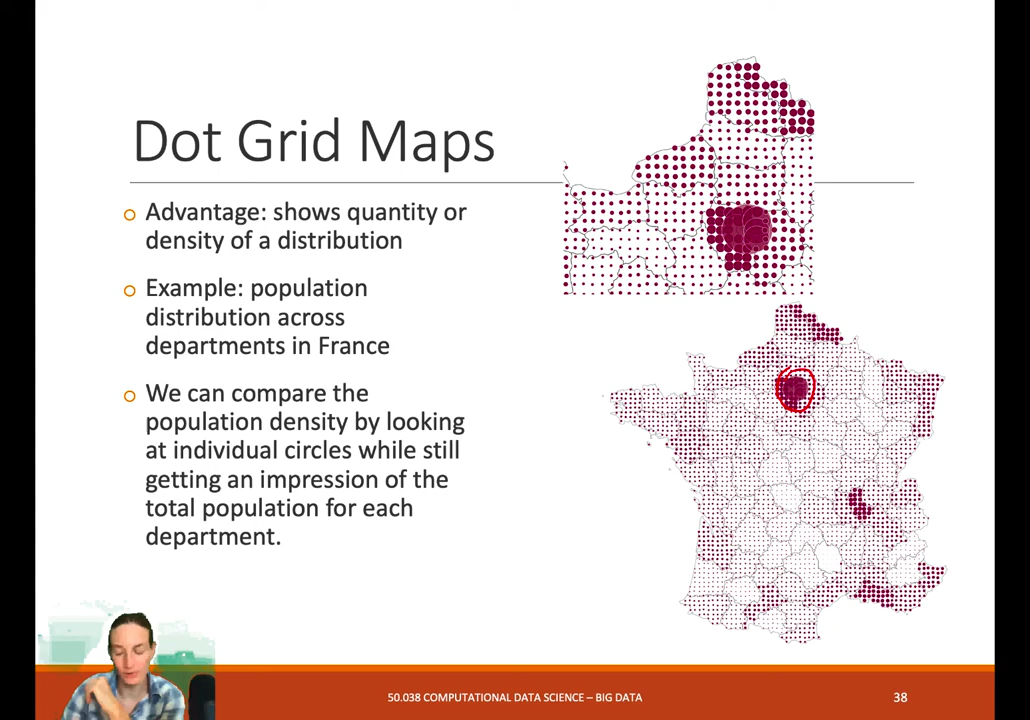 Dot Grid Maps
Advantage: shows quantity or
density of a distribution
Example: population
distribution across
departments in France
We can compare the
population density by looking
at individual circles while still
getting an impression of the
total population for each
department.
50.038 COMPUTATIONAL DATA SCIENCE – BIG DATA
38